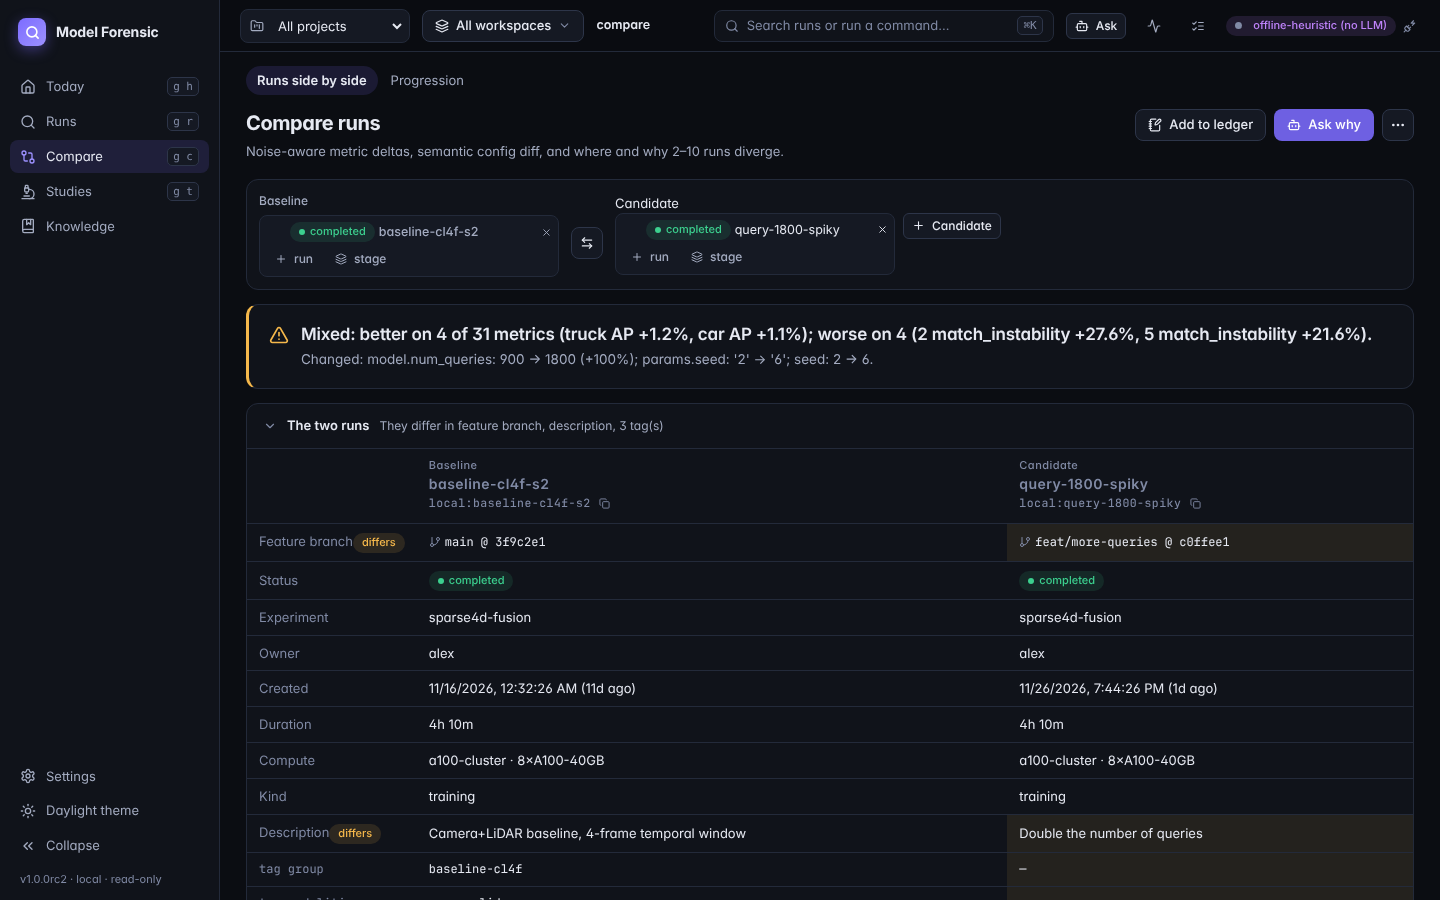 Model Forensic
Today g h
Runs g r
Compare g c
Studies g t
Knowledge
Settings
Daylight theme
Collapse
v1.0.0rc2 · local · read-only
All projects
All workspaces
compare
Search runs or run a command... ⌘K
Ask
offline-heuristic (no LLM)
Runs side by side Progression
Compare runs
Noise-aware metric deltas, semantic config diff, and where and why 2–10 runs diverge.
Add to ledger
Ask why
Baseline
completed baseline-cl4f-s2 ×
+ run stage
Candidate
completed query-1800-spiky ×
+ run stage
+ Candidate
Mixed: better on 4 of 31 metrics (truck AP +1.2%, car AP +1.1%); worse on 4 (2 match_instability +27.6%, 5 match_instability +21.6%).
Changed: model.num_queries: 900 → 1800 (+100%); params.seed: '2' → '6'; seed: 2 → 6.
The two runs They differ in feature branch, description, 3 tag(s)
Baseline Candidate
baseline-cl4f-s2 query-1800-spiky
local:baseline-cl4f-s2 local:query-1800-spiky
Feature branch differs main @ 3f9c2e1 feat/more-queries @ c0ffee1
Status completed completed
Experiment sparse4d-fusion sparse4d-fusion
Owner alex alex
Created 11/16/2026, 12:32:26 AM (11d ago) 11/26/2026, 7:44:26 PM (1d ago)
Duration 4h 10m 4h 10m
Compute a100-cluster · 8×A100-40GB a100-cluster · 8×A100-40GB
Kind training training
Description differs Camera+LiDAR baseline, 4-frame temporal window Double the number of queries
tag group baseline-cl4f —